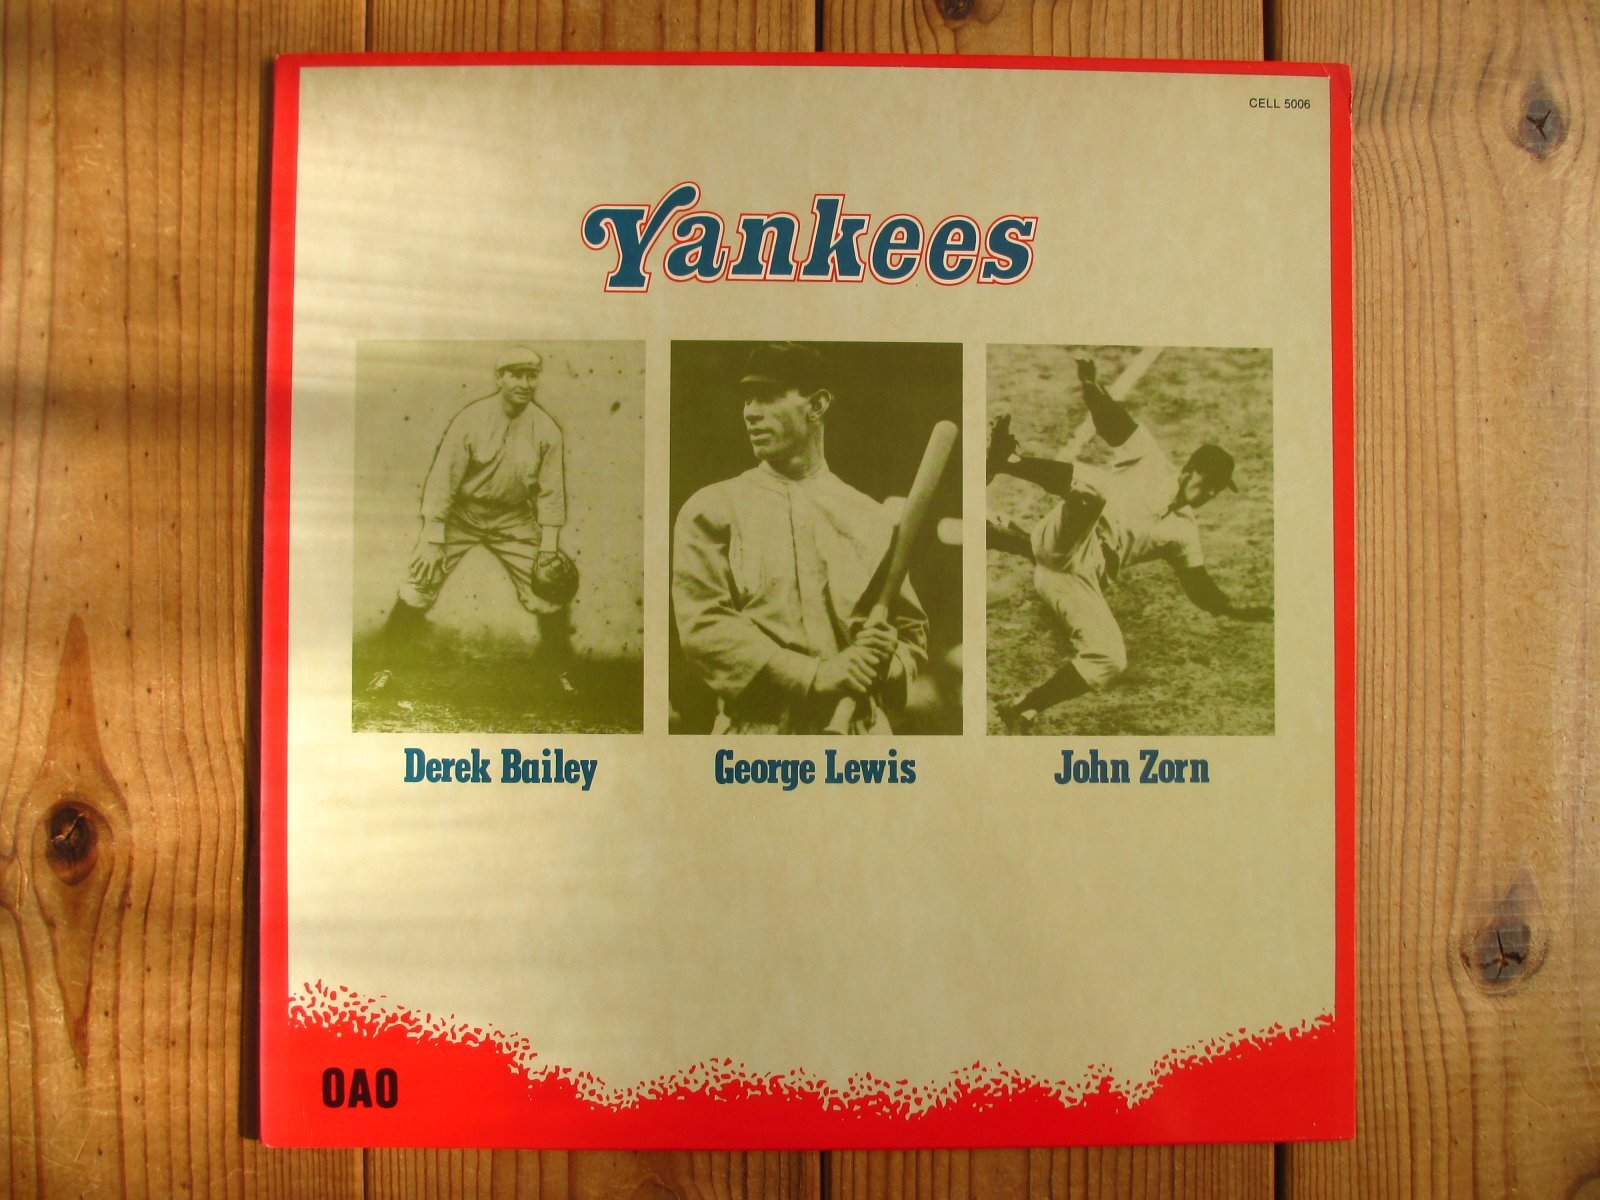 CELL 5006
Yankees
Derek Bailey George Lewis John Zorn
OAO